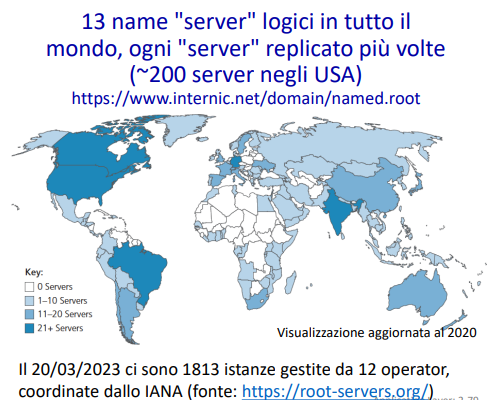 13 name "server" logici in tutto il
mondo, ogni "server" replicato più volte
(~200 server negli USA)
https://www.internic.net/domain/named.root
Key:
0 Servers
1–10 Servers
11–20 Servers
21+ Servers
Visualizzazione aggiornata al 2020
Il 20/03/2023 ci sono 1813 istanze gestite da 12 operator,
coordinate dallo IANA (fonte: https://root-servers.org/)